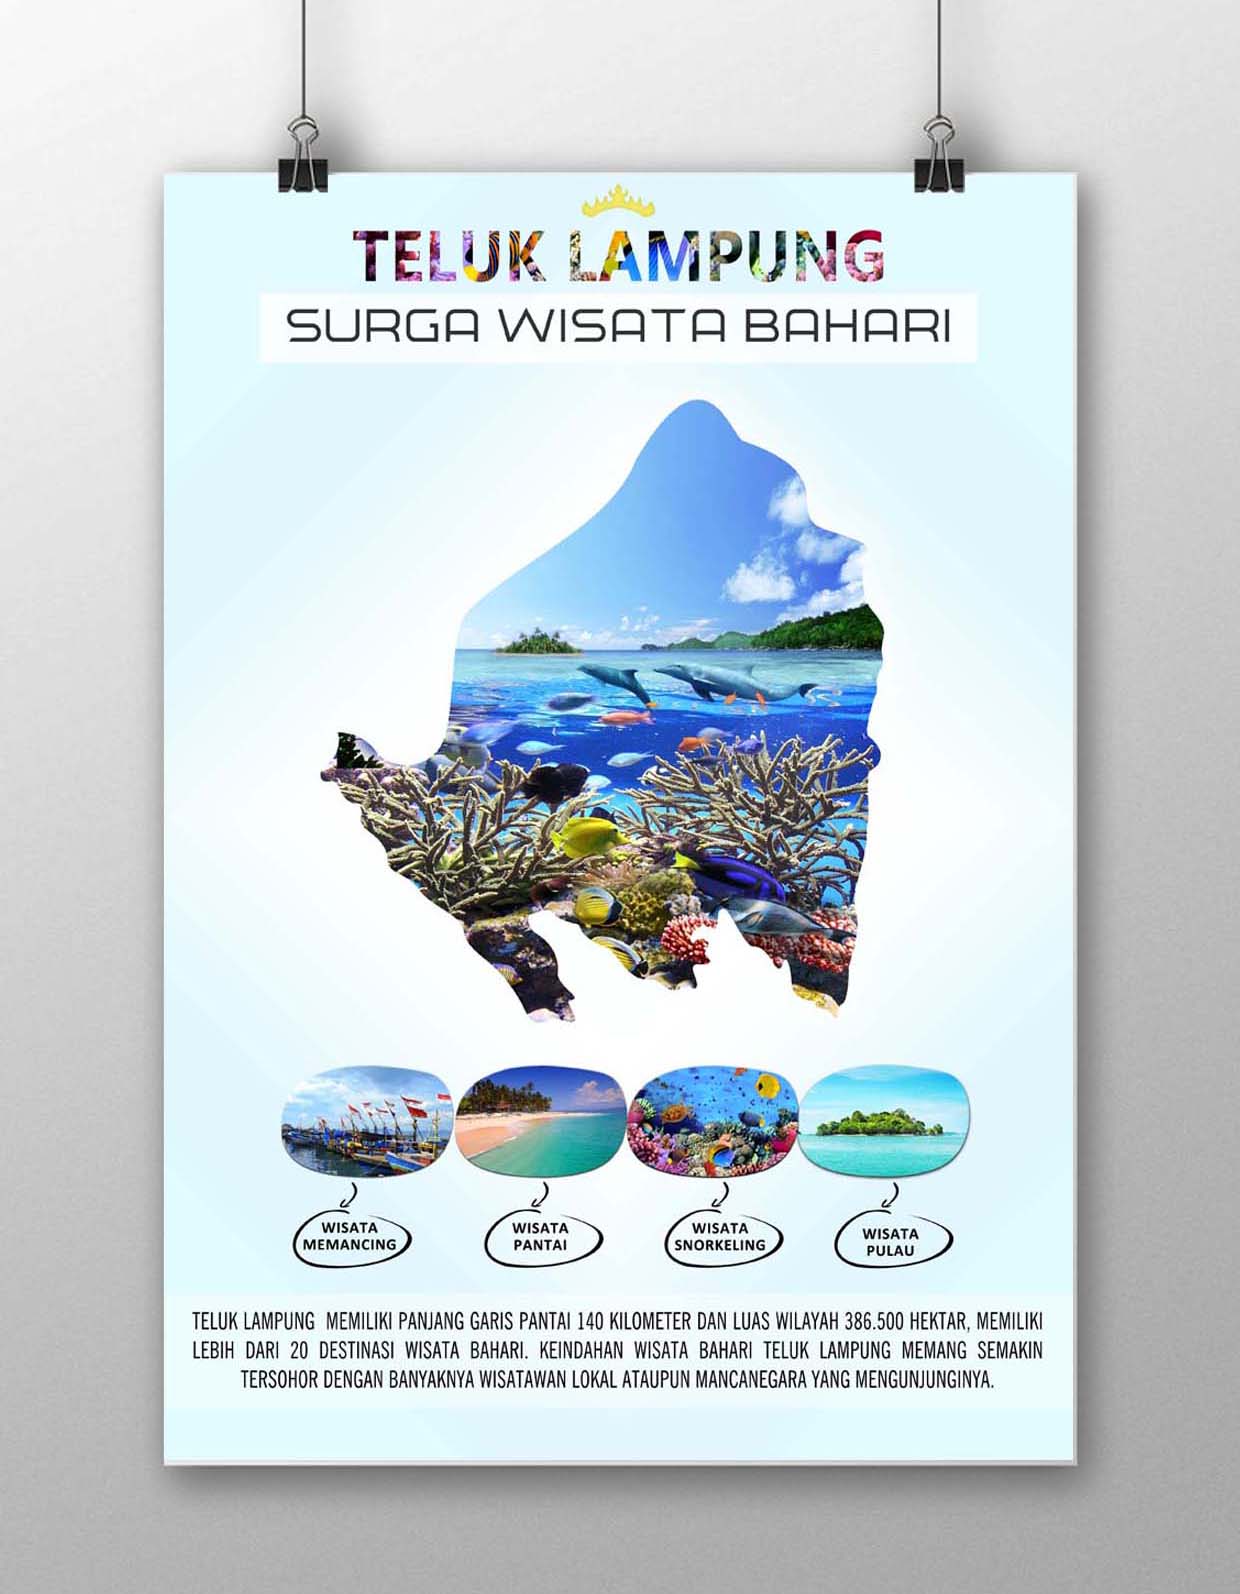 TELUK LAMPUNG
SURGA WISATA BAHARI
WISATA
MEMANCING
WISATA
PANTAI
WISATA
SNORKELING
WISATA
PULAU
TELUK LAMPUNG MEMILIKI PANJANG GARIS PANTAI 140 KILOMETER DAN LUAS WILAYAH 386.500 HEKTAR, MEMILIKI
LEBIH DARI 20 DESTINASI WISATA BAHARI. KEINDAHAN WISATA BAHARI TELUK LAMPUNG MEMANG SEMAKIN
TERSOHOR DENGAN BANYAKNYA WISATAWAN LOKAL ATAUPUN MANCANEGARA YANG MENGUNJUNGINYA.